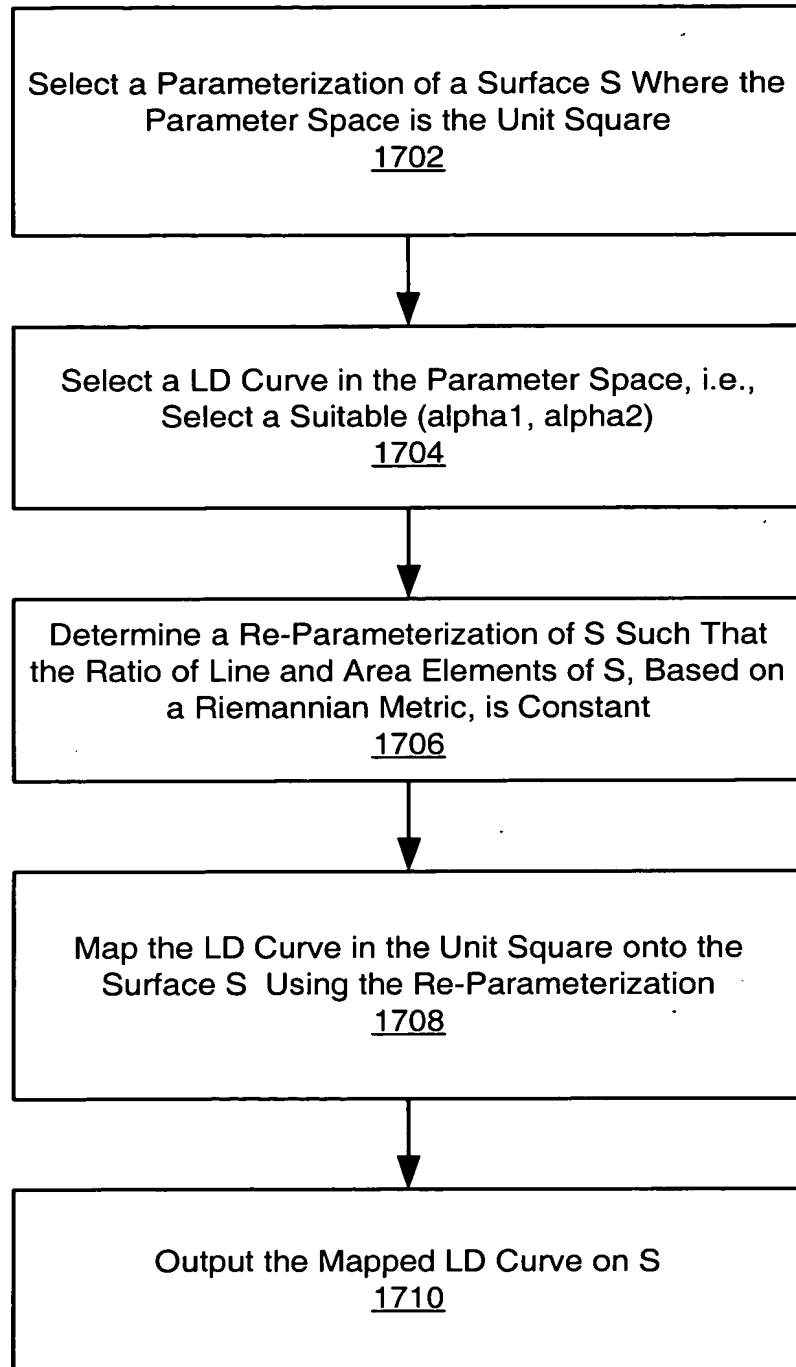 Select a Parameterization of a Surface S Where the
Parameter Space is the Unit Square
1702
Select a LD Curve in the Parameter Space, i.e.,
Select a Suitable (alpha1, alpha2)
1704
Determine a Re-Parameterization of S Such That
the Ratio of Line and Area Elements of S, Based on
a Riemannian Metric, is Constant
1706
Map the LD Curve in the Unit Square onto the
Surface S Using the Re-Parameterization
1708
Output the Mapped LD Curve on S
1710